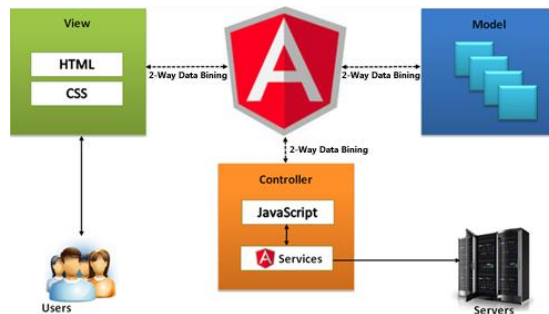 View
HTML
CSS
2-Way Data Bining
A
2-Way Data Bining
Model
2-Way Data Bining
Controller
JavaScript
A Services
Users
Servers